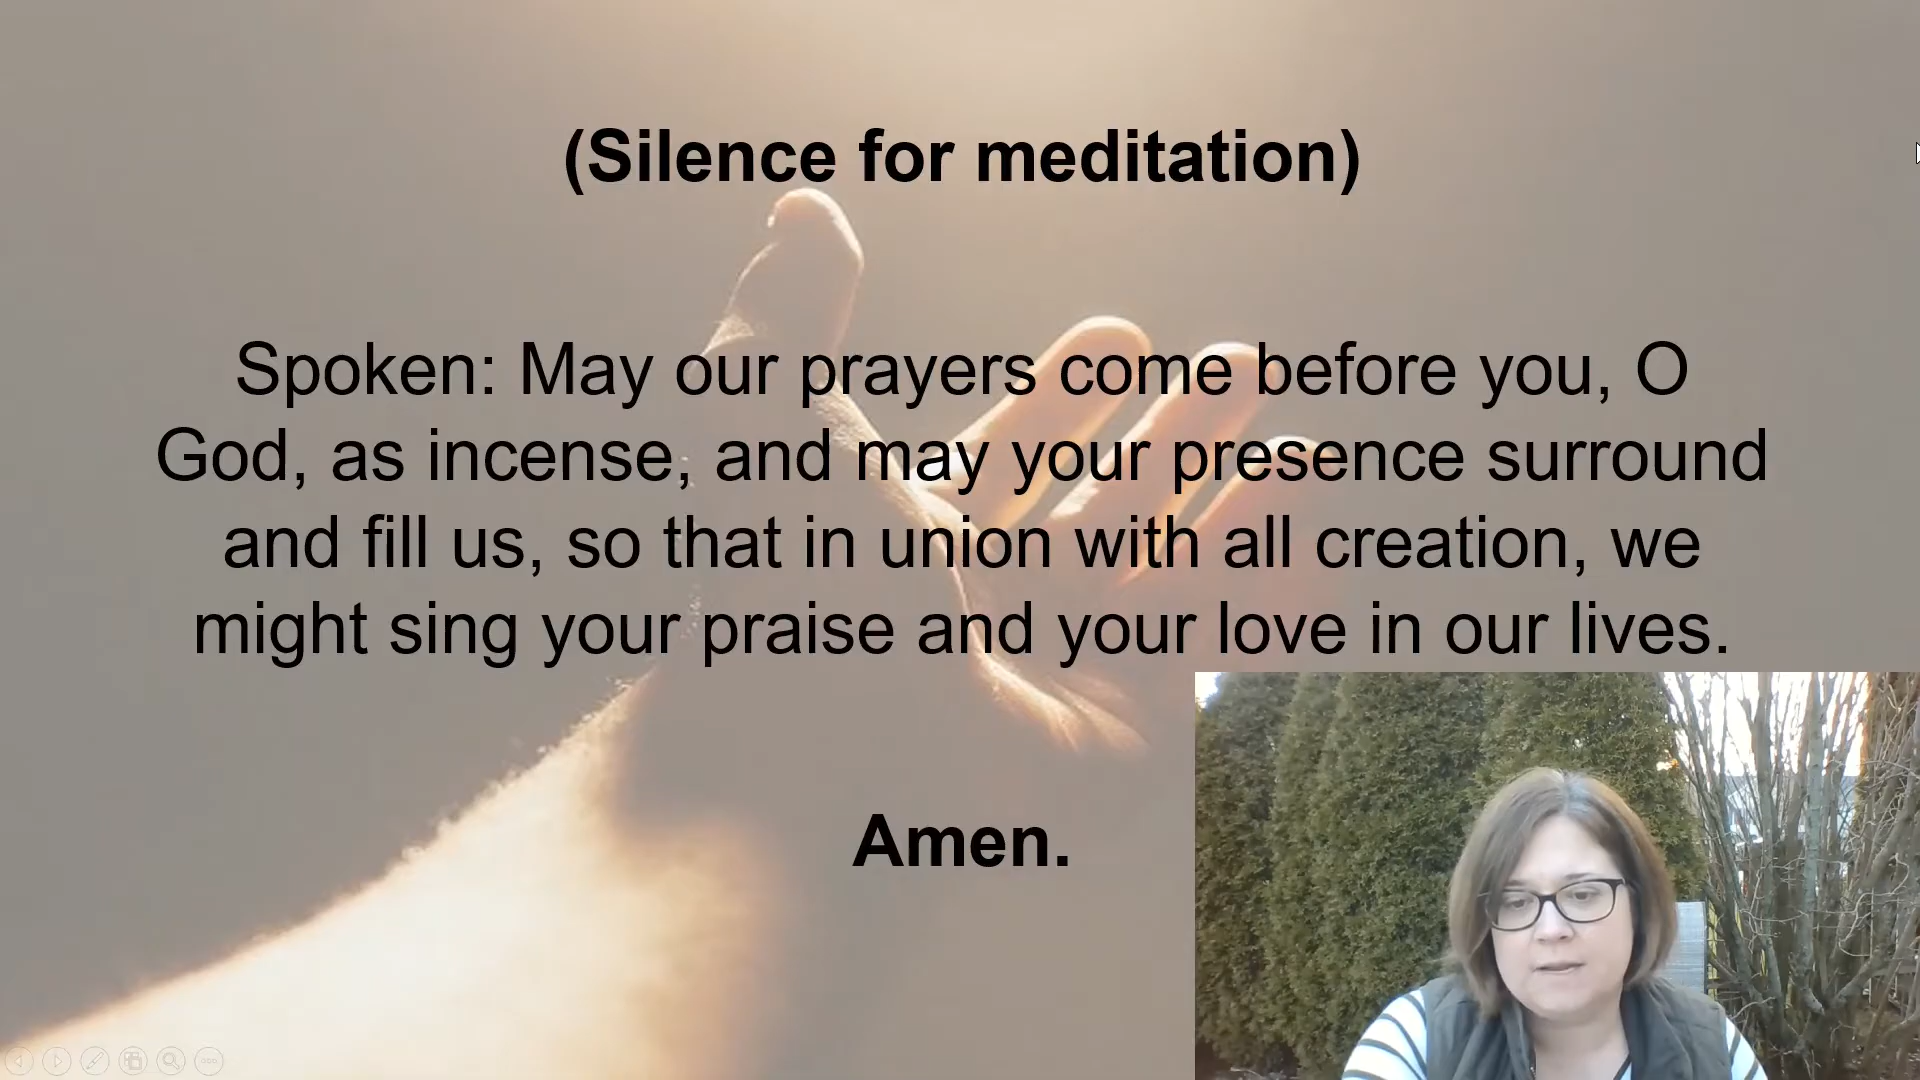 (Silence for meditation)
Spoken: May our prayers come before you, O
God, as incense, and may your presence surround
and fill us, so that in union with all creation, we
might sing your praise and your love in our lives.
Amen.